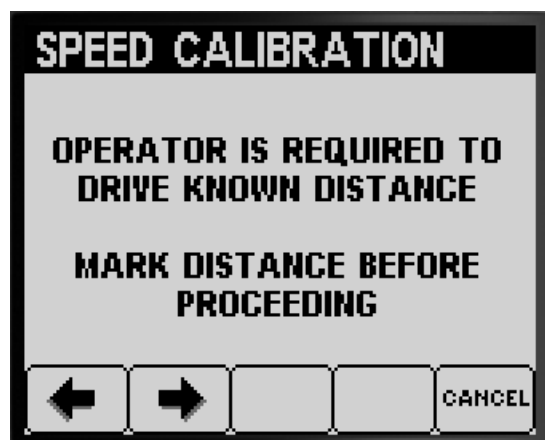 SPEED CALIBRATION
OPERATOR IS REQUIRED TO
DRIVE KNOWN DISTANCE
MARK DISTANCE BEFORE
PROCEEDING
CANCEL